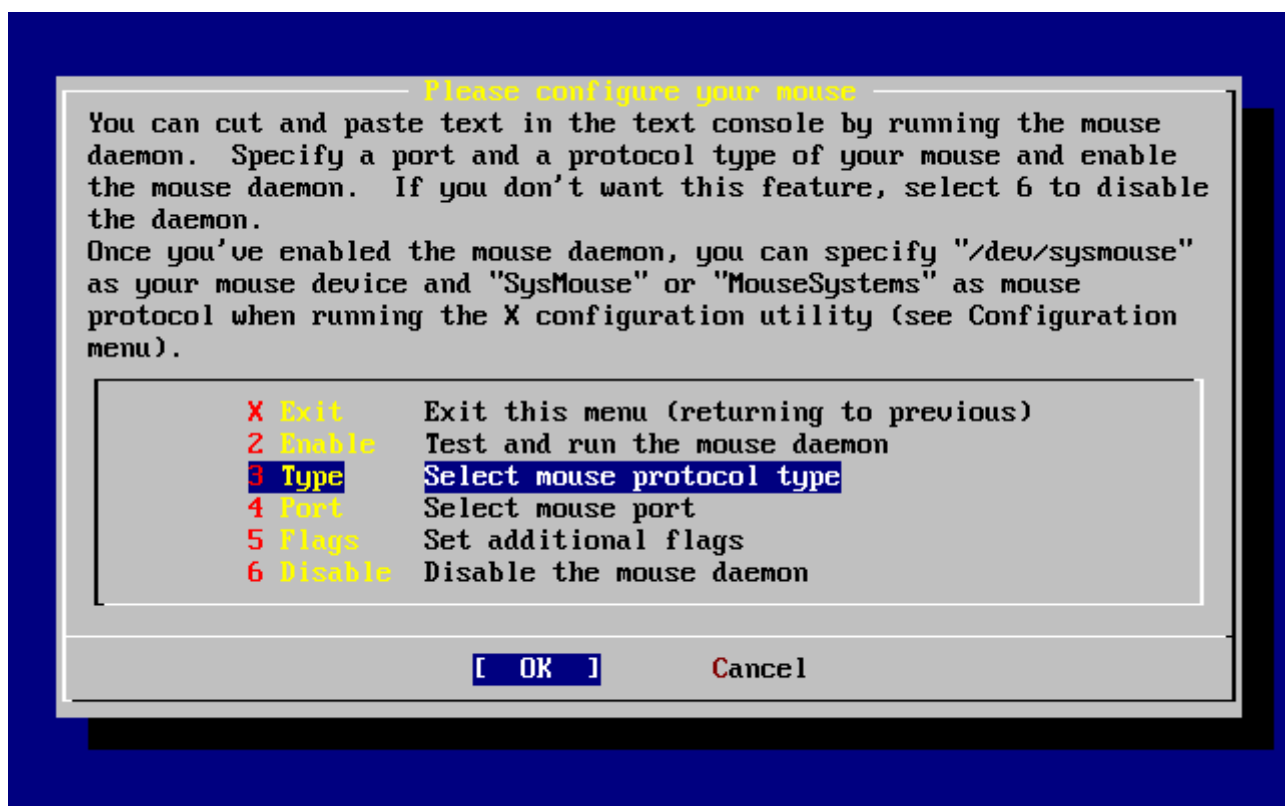 Please configure your mouse
You can cut and paste text in the text console by running the mouse
daemon.  Specify a port and a protocol type of your mouse and enable
the mouse daemon.  If you don't want this feature, select 6 to disable
the daemon.
Once you've enabled the mouse daemon, you can specify "/dev/sysmouse"
as your mouse device and "SysMouse" or "MouseSystems" as mouse
protocol when running the X configuration utility (see Configuration
menu).
X Exit     Exit this menu (returning to previous)
2 Enable   Test and run the mouse daemon
3 Type     Select mouse protocol type
4 Port     Select mouse port
5 Flags    Set additional flags
6 Disable  Disable the mouse daemon
[  OK  ]       Cancel